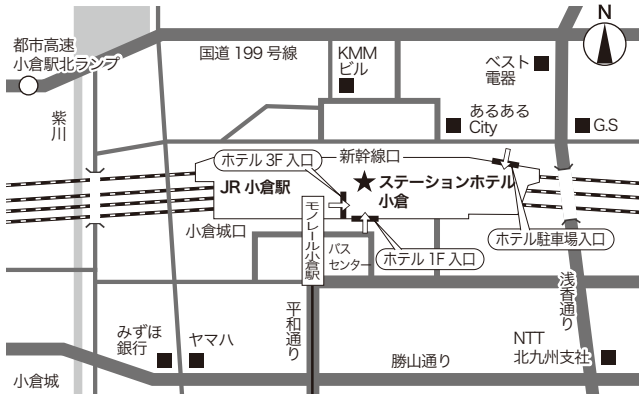 都市高速
小倉駅北ランプ
国道 199 号線
KMM
ビル
ベスト
電器
N
紫川
あるある
City
G.S
ホテル 3F 入口
新幹線口
JR 小倉駅
ステーションホテル
小倉
モノレール小倉駅
小倉城口
バス
センター
ホテル 1F 入口
ホテル駐車場入口
浅香通り
平和通り
みずほ
銀行
ヤマハ
勝山通り
NTT
北九州支社
小倉城